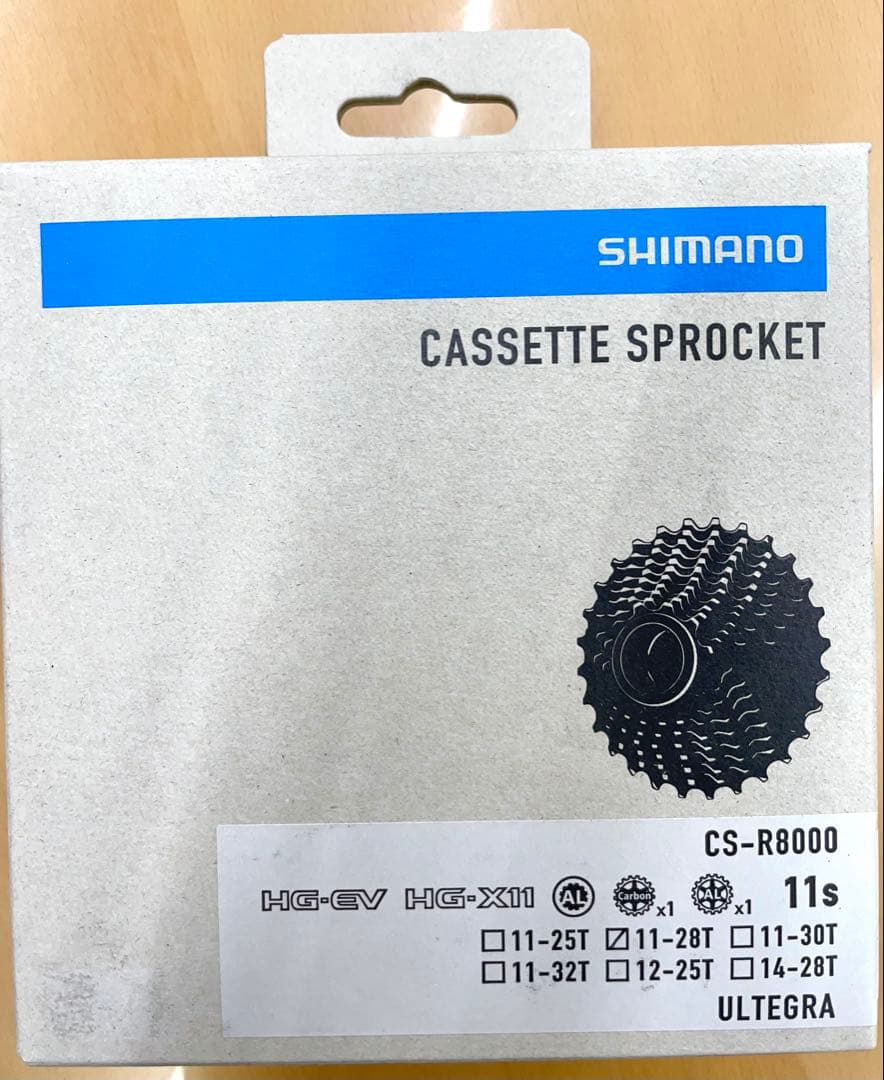 SHIMANO
CASSETTE SPROCKET
CS-R8000
HG-EV HG-X11 AL Carbon x1 AL x1 11s
☐ 11-25T ☑ 11-28T ☐ 11-30T
☐ 11-32T ☐ 12-25T ☐ 14-28T
ULTEGRA